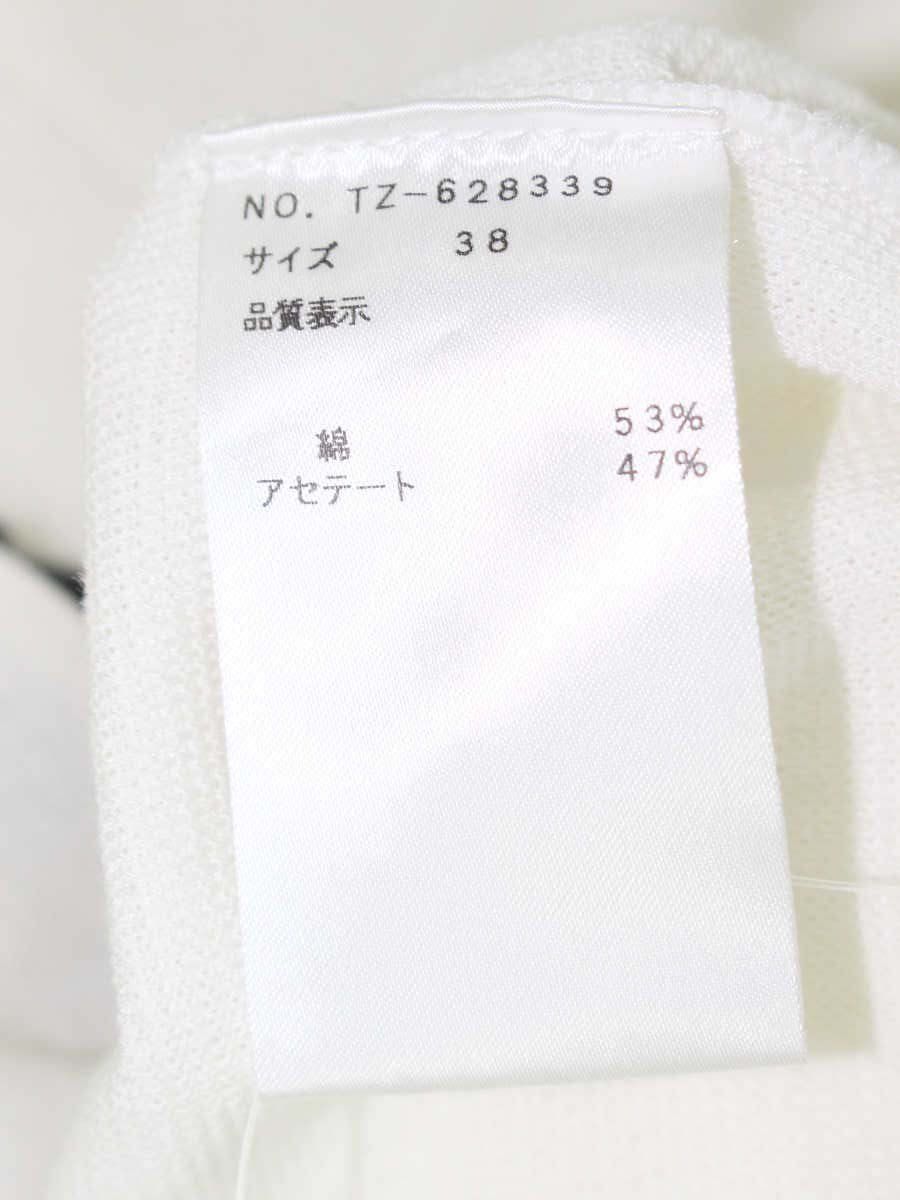 NO. TZ-628339
サイズ 38
品質表示
綿 53%
アセテート 47%